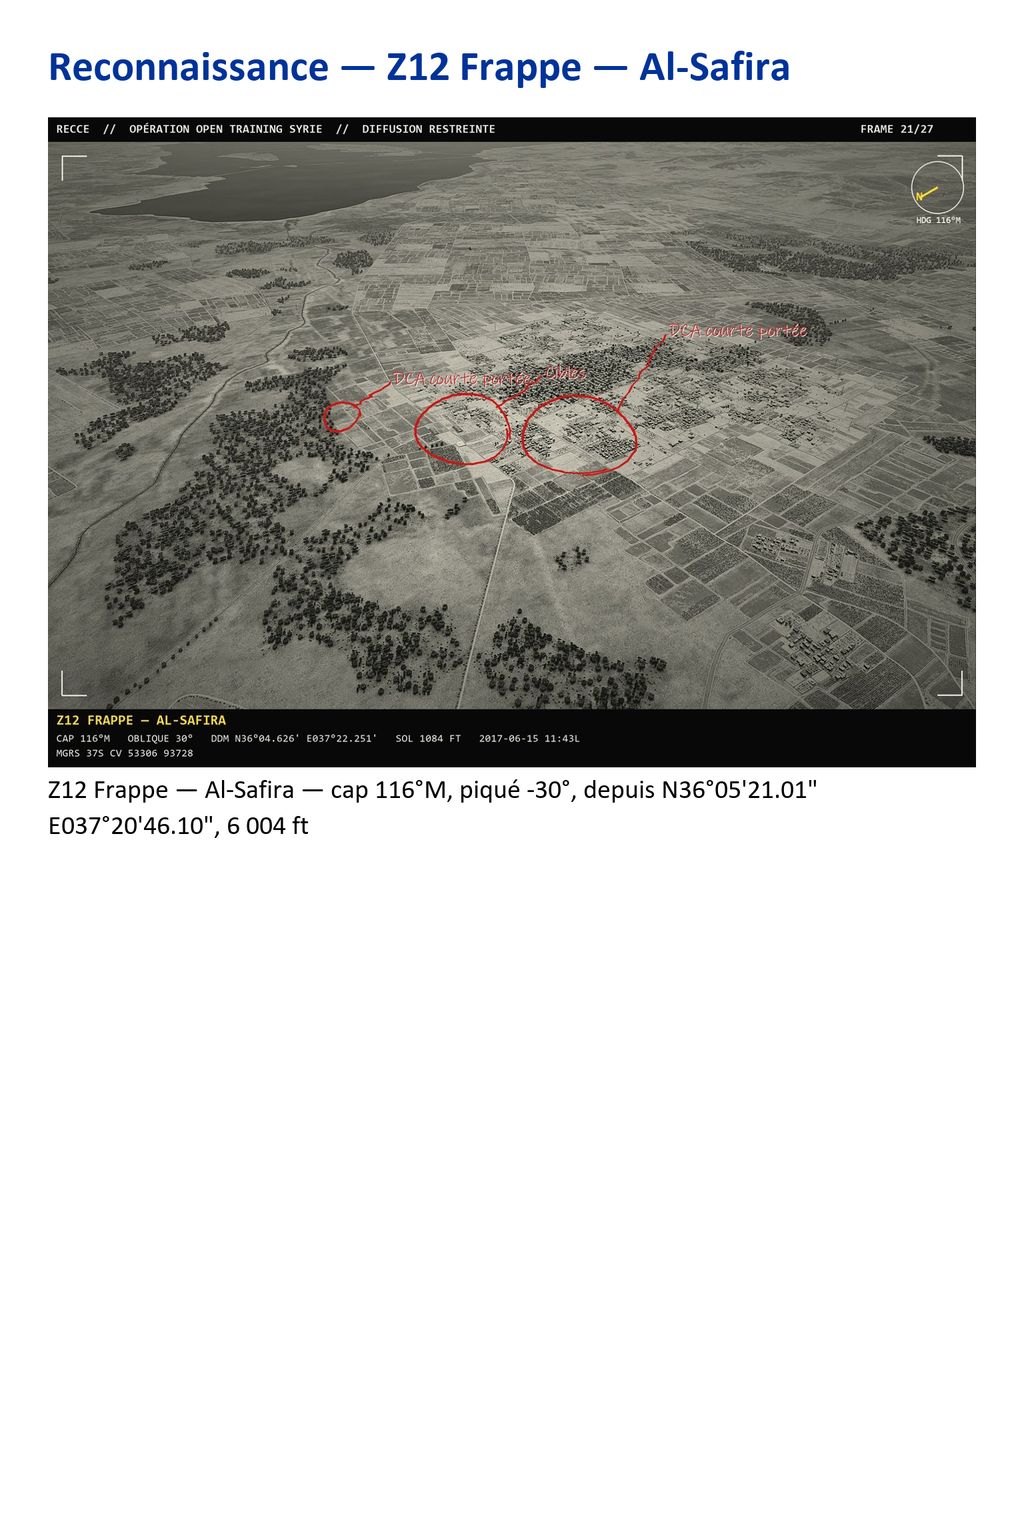 Reconnaissance — Z12 Frappe — Al-Safira
RECCE // OPÉRATION OPEN TRAINING SYRIE // DIFFUSION RESTREINTE FRAME 21/27
N
HDG 116°M
DCA courte portée
DCA courte portée
Cibles
Z12 FRAPPE — AL-SAFIRA
CAP 116°M OBLIQUE 30° DDM N36°04.626' E037°22.251' SOL 1084 FT 2017-06-15 11:43L
MGRS 37S CV 53306 93728
Z12 Frappe — Al-Safira — cap 116°M, piqué -30°, depuis N36°05'21.01"
E037°20'46.10", 6 004 ft